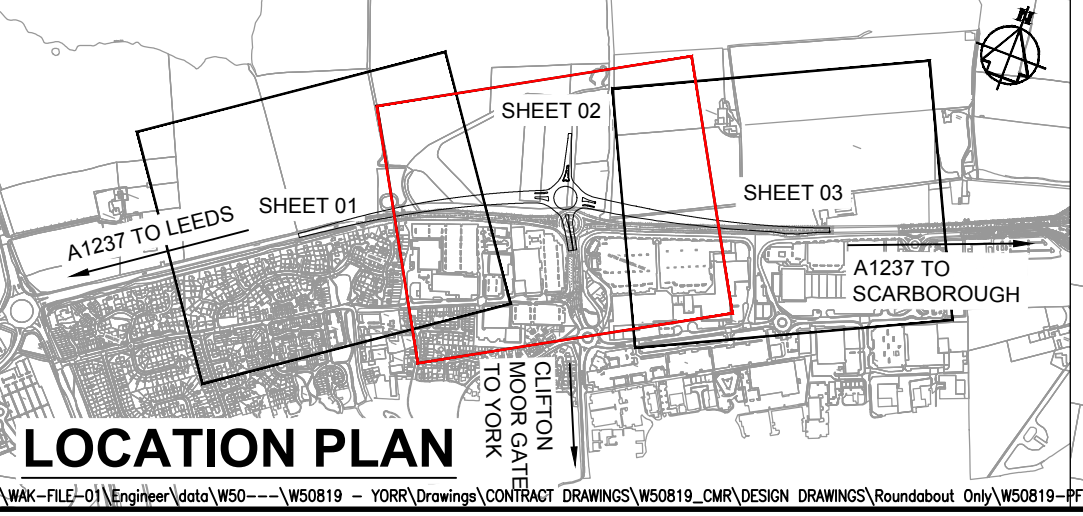 N
SHEET 02
SHEET 01
SHEET 03
A1237 TO LEEDS
A1237 TO
SCARBOROUGH
CLIFTON
MOOR GATE
TO YORK
LOCATION PLAN
\WAK-FILE-01\Engineer\data\W50---\W50819 - YORR\Drawings\CONTRACT DRAWINGS\W50819_CMR\DESIGN DRAWINGS\Roundabout Only\W50819-PF